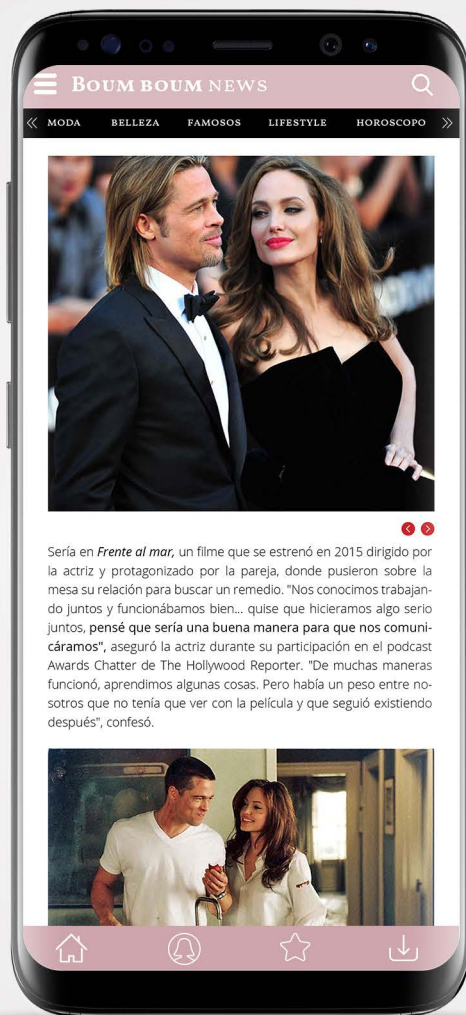 BOUM BOUM NEWS
MODA BELLEZA FAMOSOS LIFESTYLE HOROSCOPO
Sería en Frente al mar, un filme que se estrenó en 2015 dirigido por
la actriz y protagonizado por la pareja, donde pusieron sobre la
mesa su relación para buscar un remedio. "Nos conocimos trabajan-
do juntos y funcionábamos bien... quise que hicieramos algo serio
juntos, pensé que sería una buena manera para que nos comuni-
cáramos", aseguró la actriz durante su participación en el podcast
Awards Chatter de The Hollywood Reporter. "De muchas maneras
funcionó, aprendimos algunas cosas. Pero había un peso entre no-
sotros que no tenía que ver con la película y que seguió existiendo
después", confesó.